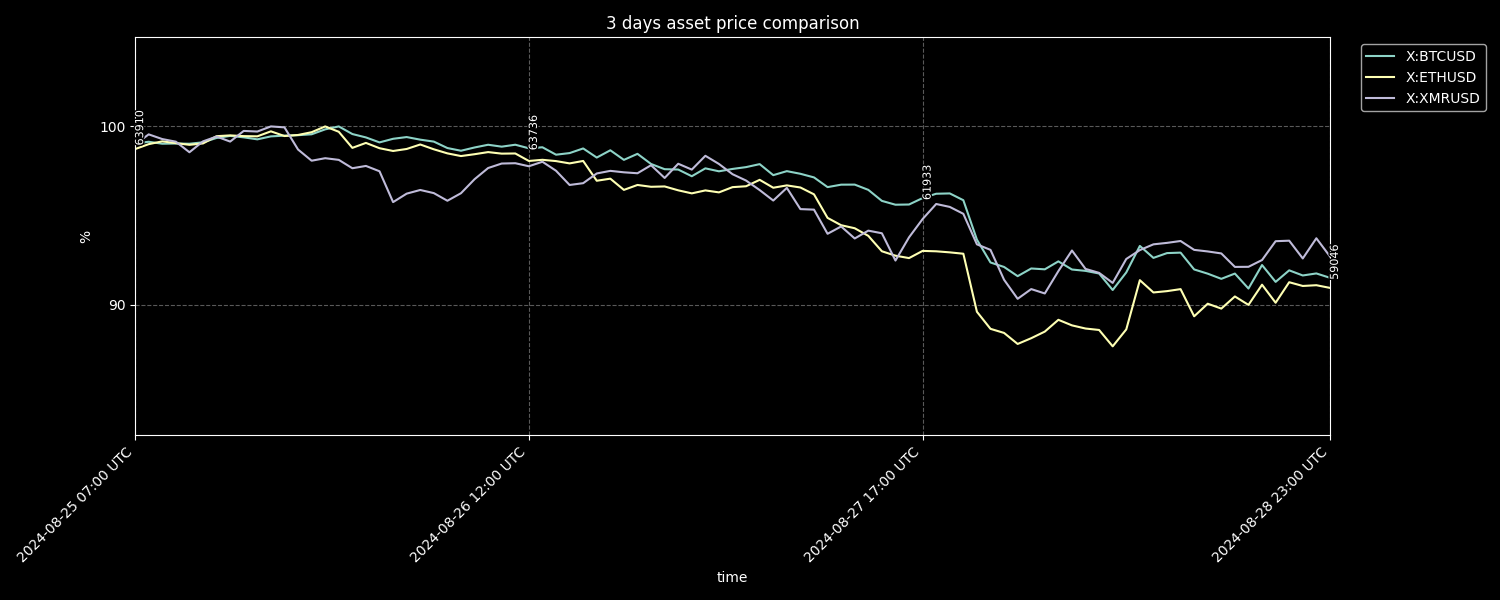 3 days asset price comparison
X:BTCUSD
X:ETHUSD
X:XMRUSD
100
90
%
63910
63736
61933
59046
2024-08-25 07:00 UTC
2024-08-26 12:00 UTC
2024-08-27 17:00 UTC
2024-08-28 23:00 UTC
time